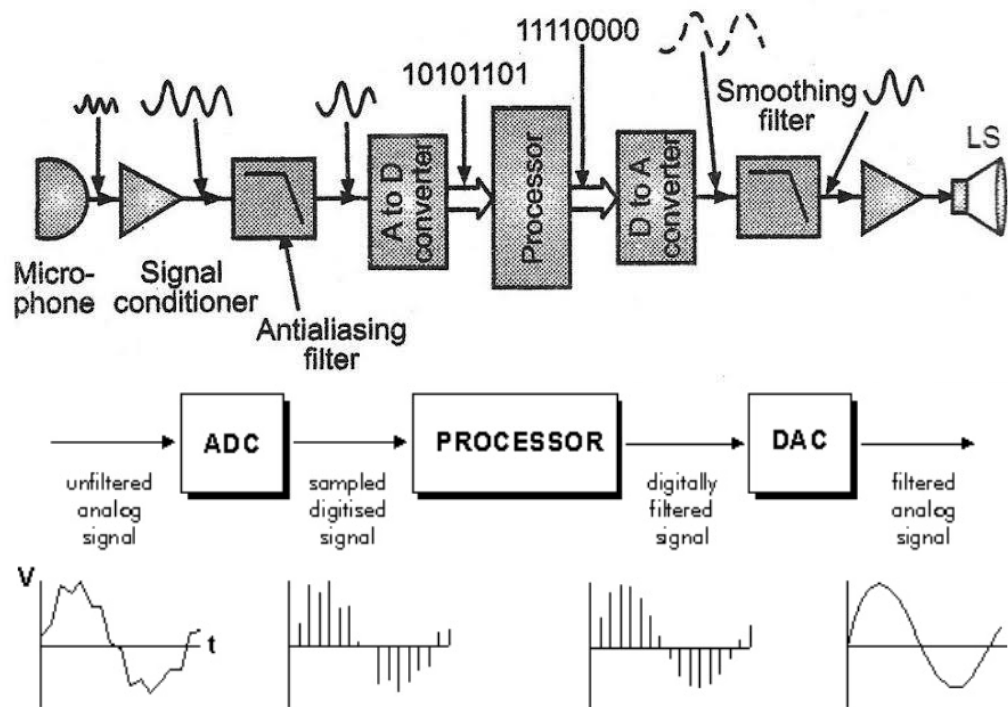 11110000
10101101
Smoothing
filter
LS
A to D
converter
Processor
D to A
converter
Micro-
phone
Signal
conditioner
Antialiasing
filter
ADC
PROCESSOR
DAC
unfiltered
analog
signal
sampled
digitised
signal
digitally
filtered
signal
filtered
analog
signal
V
t